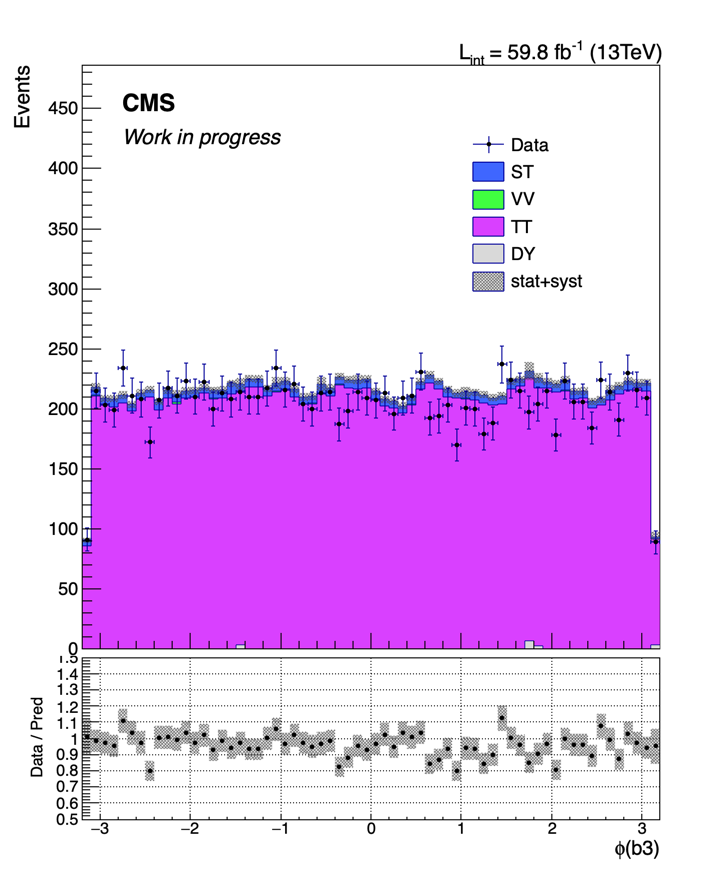 L_int = 59.8 fb⁻¹ (13TeV)
Events
CMS
Work in progress
Data
ST
VV
TT
DY
stat+syst
450
400
350
300
250
200
150
100
50
0
Data / Pred
1.5
1.4
1.3
1.2
1.1
1
0.9
0.8
0.7
0.6
0.5
−3 −2 −1 0 1 2 3
ϕ(b3)